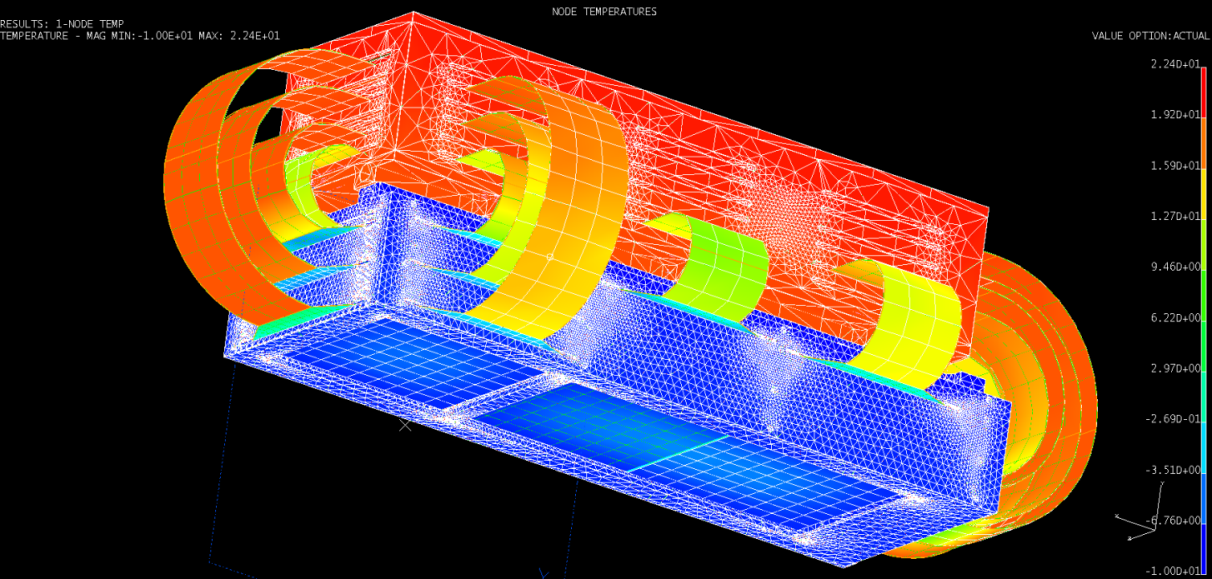 NODE TEMPERATURES
RESULTS: 1-NODE TEMP
TEMPERATURE - MAG MIN:-1.00E+01 MAX: 2.24E+01
VALUE OPTION:ACTUAL
2.24D+01
1.92D+01
1.59D+01
1.27D+01
9.46D+00
6.22D+00
2.97D+00
-2.69D-01
-3.51D+00
-6.76D+00
-1.00D+01